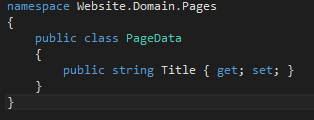 namespace Website.Domain.Pages
{
    public class PageData
    {
        public string Title { get; set; }
    }
}